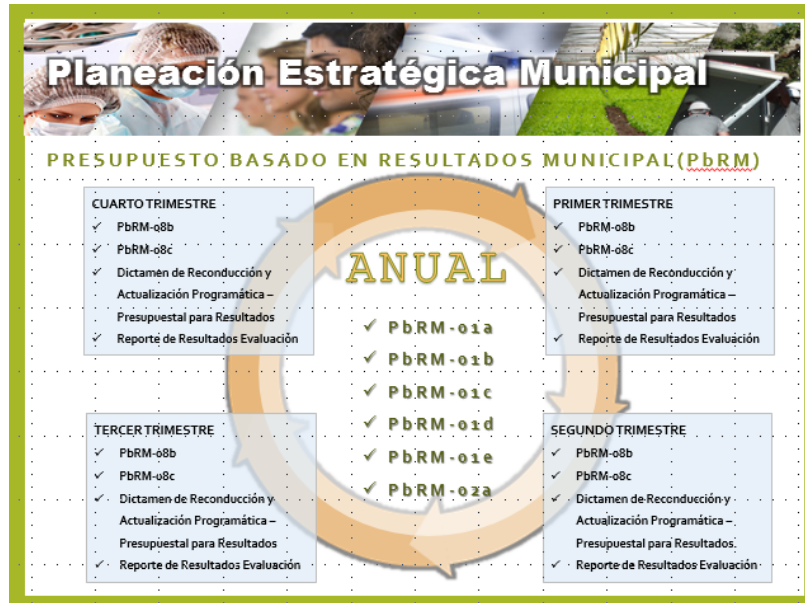 Planeación Estratégica Municipal
PRESUPUESTO BASADO EN RESULTADOS MUNICIPAL(PbRM)
CUARTO TRIMESTRE
✓ PbRM-08b
✓ PbRM-08c
✓ Dictamen de Reconducción y
Actualización Programática –
Presupuestal para Resultados
✓ Reporte de Resultados Evaluación
PRIMER TRIMESTRE
✓ PbRM-08b
✓ PbRM-08c
✓ Dictamen de Reconducción y
Actualización Programática –
Presupuestal para Resultados
✓ Reporte de Resultados Evaluación
ANUAL
✓ PbRM-01a
✓ PbRM-01b
✓ PbRM-01c
✓ PbRM-01d
✓ PbRM-01e
✓ PbRM-02a
TERCER TRIMESTRE
✓ PbRM-08b
✓ PbRM-08c
✓ Dictamen de Reconducción y
Actualización Programática –
Presupuestal para Resultados
✓ Reporte de Resultados Evaluación
SEGUNDO TRIMESTRE
✓ PbRM-08b
✓ PbRM-08c
✓ Dictamen de Reconducción y
Actualización Programática –
Presupuestal para Resultados.
✓ Reporte de Resultados Evaluación